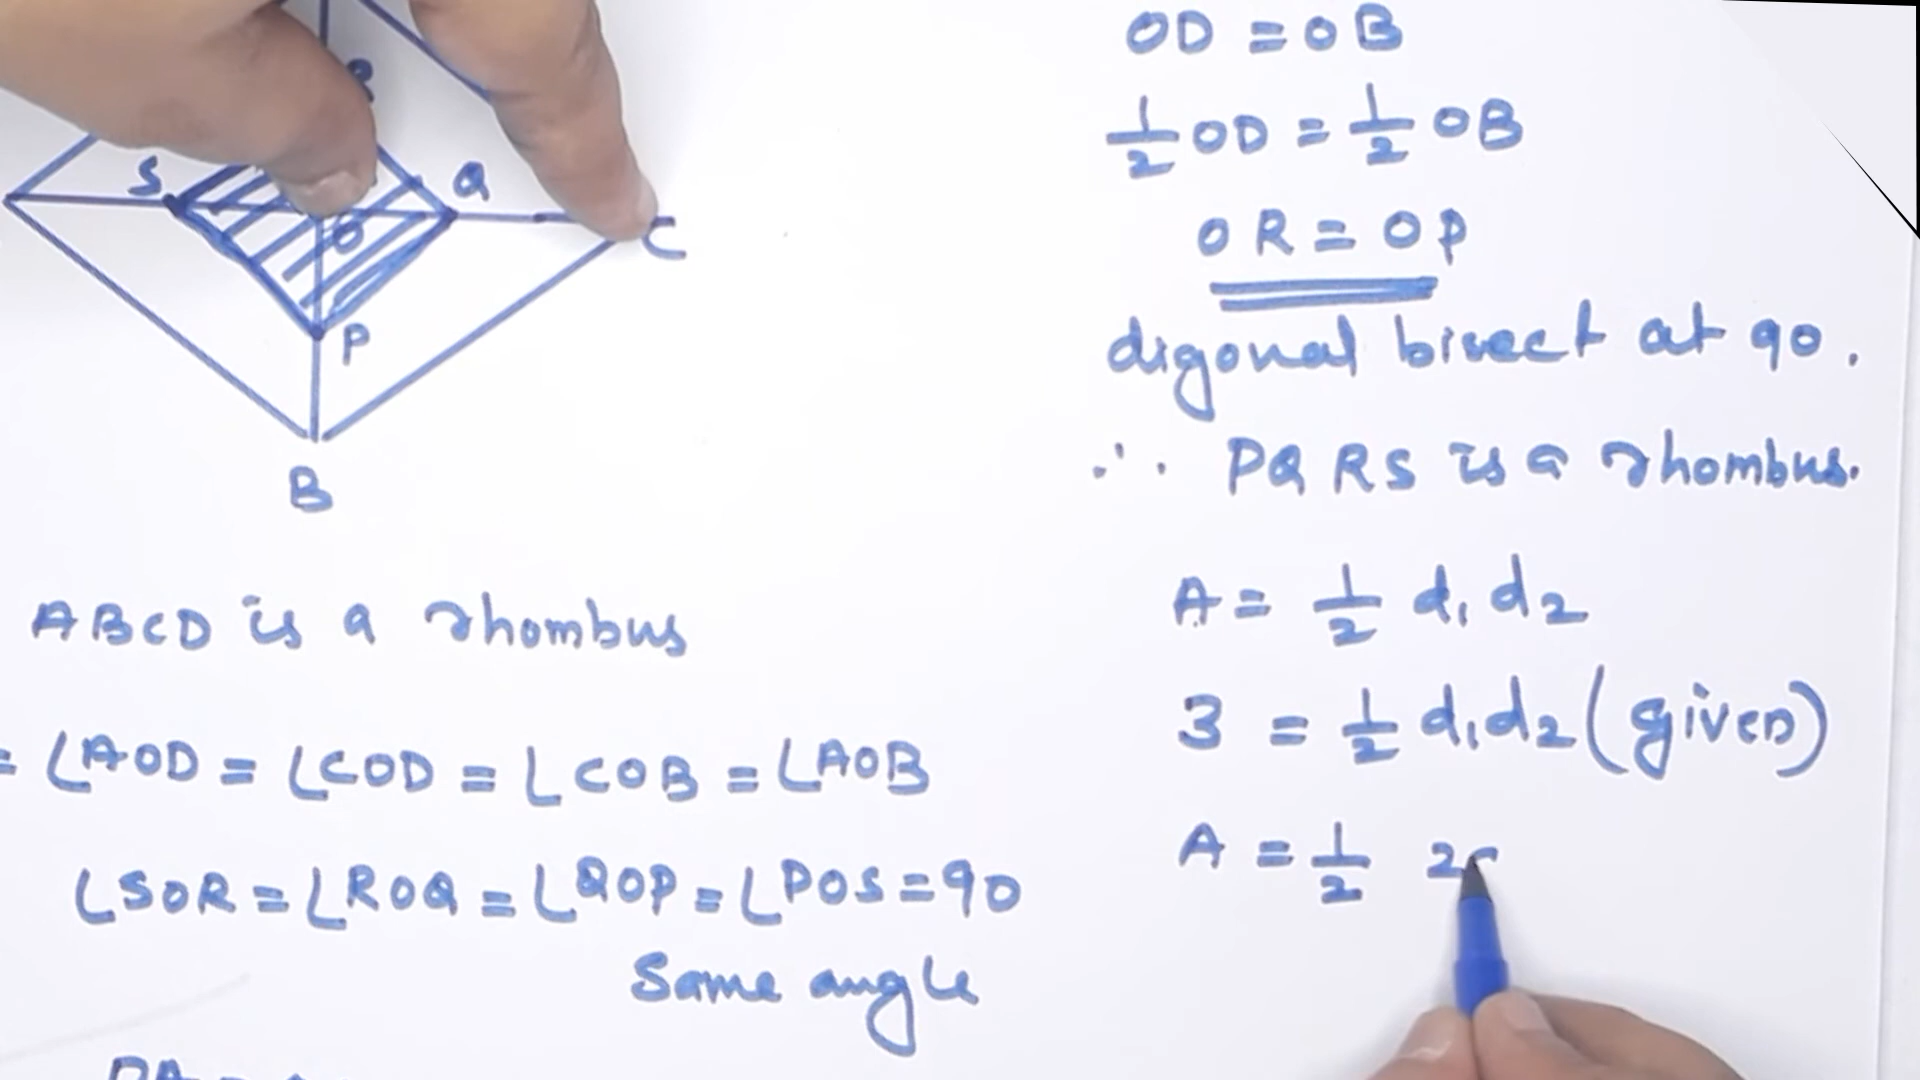 R
S
Q
O
C
P
B
ABCD is a rhombus
= ∠AOD = ∠COD = ∠COB = ∠AOB
∠SOR = ∠ROQ = ∠QOP = ∠POS = 90
Same angle
OD = OB
1/2 OD = 1/2 OB
OR = OP
digonal bisect at 90.
∴ PQRS is a rhombus.
A = 1/2 d₁ d₂
3 = 1/2 d₁d₂ (given)
A = 1/2 2